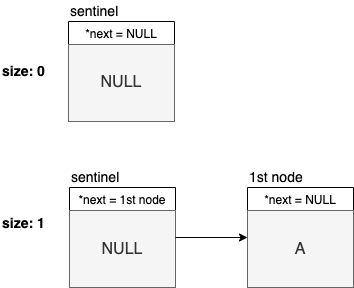 sentinel
*next = NULL
size: 0
NULL
sentinel
1st node
*next = 1st node
*next = NULL
size: 1
NULL
A